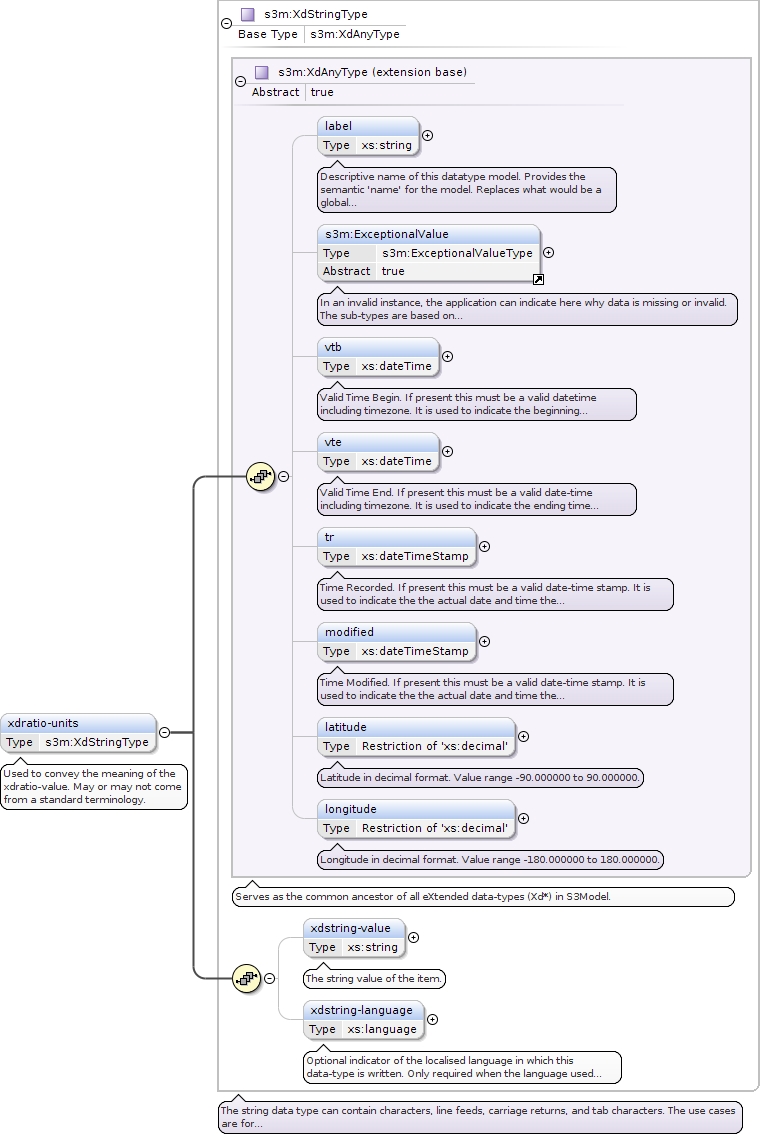 s3m:XdStringType
Base Type s3m:XdAnyType
s3m:XdAnyType (extension base)
Abstract true
label
Type xs:string
Descriptive name of this datatype model. Provides the
semantic 'name' for the model. Replaces what would be a
global...
s3m:ExceptionalValue
Type s3m:ExceptionalValueType
Abstract true
In an invalid instance, the application can indicate here why data is missing or invalid.
The sub-types are based on...
vtb
Type xs:dateTime
Valid Time Begin. If present this must be a valid datetime
including timezone. It is used to indicate the beginning...
vte
Type xs:dateTime
Valid Time End. If present this must be a valid date-time
including timezone. It is used to indicate the ending time...
tr
Type xs:dateTimeStamp
Time Recorded. If present this must be a valid date-time stamp. It is
used to indicate the the actual date and time the...
modified
Type xs:dateTimeStamp
Time Modified. If present this must be a valid date-time stamp. It is
used to indicate the the actual date and time the...
latitude
Type Restriction of 'xs:decimal'
Latitude in decimal format. Value range -90.000000 to 90.000000.
longitude
Type Restriction of 'xs:decimal'
Longitude in decimal format. Value range -180.000000 to 180.000000.
Serves as the common ancestor of all eXtended data-types (Xd*) in S3Model.
xdratio-units
Type s3m:XdStringType
Used to convey the meaning of the
xdratio-value. May or may not come
from a standard terminology.
xdstring-value
Type xs:string
The string value of the item.
xdstring-language
Type xs:language
Optional indicator of the localised language in which this
data-type is written. Only required when the language used...
The string data type can contain characters, line feeds, carriage returns, and tab characters. The use cases
are for...